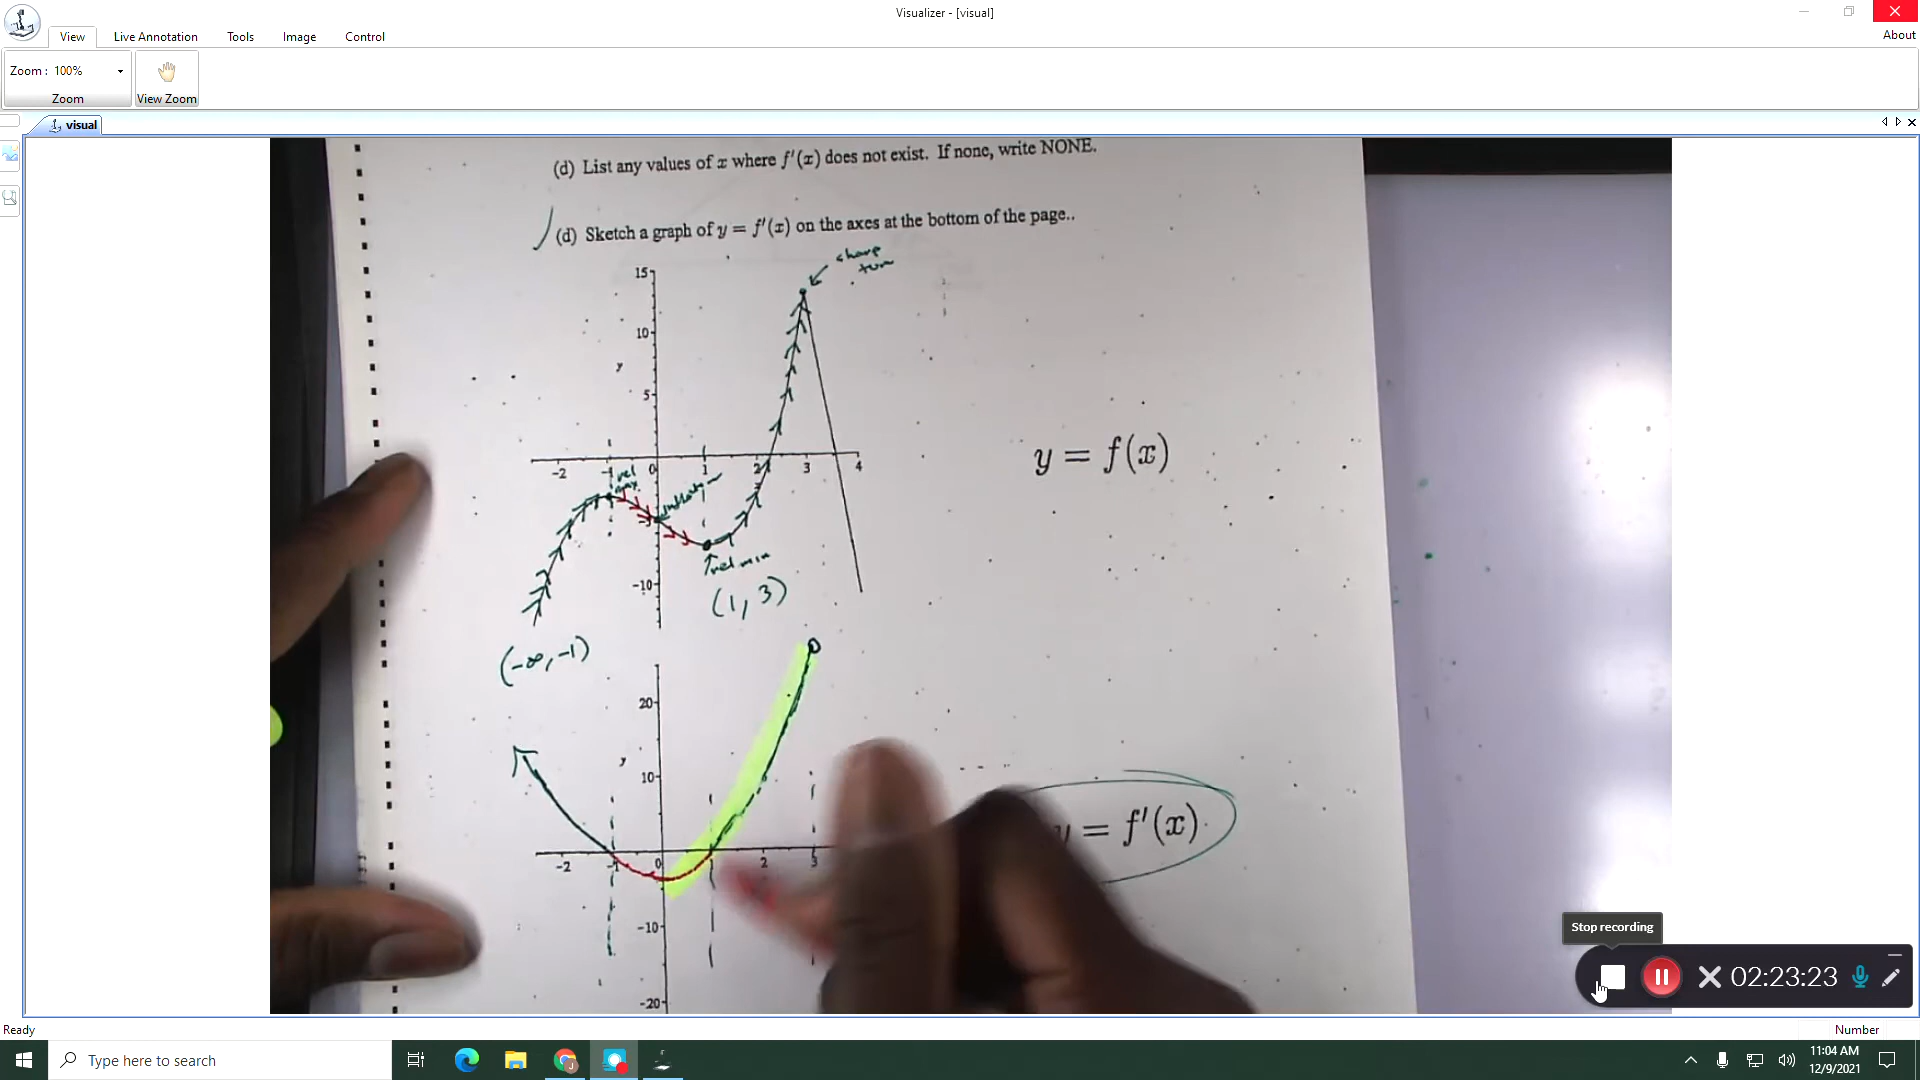 Visualizer - [visual]
About
View Live Annotation Tools Image Control
Zoom : 100%
Zoom View Zoom
visual
(d) List any values of x where f'(x) does not exist. If none, write NONE.
(d) Sketch a graph of y = f'(x) on the axes at the bottom of the page..
sharp
turn
15
10
y
5
-2 -1 0 1 2 3 4
rel
max.
-5
rel min
-10
(1, 3)
y = f(x)
(-∞, -1)
20
y
10
-2 -1 0 2 3
-10
-20
y = f'(x)
Stop recording
02:23:23
Ready
Number
Type here to search
11:04 AM
12/9/2021